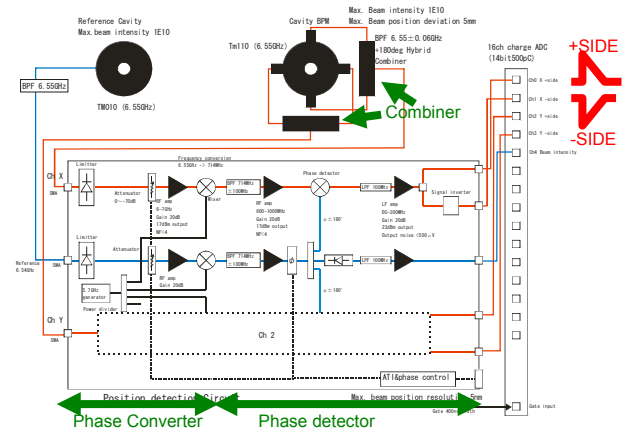 Reference Cavity
Max. beam intensity 1E10
TM010 (6.55GHz)
BPF 6.55GHz
Cavity BPM
Tm110 (6.55GHz)
Max. Beam intensity 1E10
Max. Beam position deviation 5mm
BPF 6.55±0.06GHz
+180deg Hybrid
Combiner
Combiner
16ch charge ADC
(14bit500pC)
+SIDE
-SIDE
Ch0 X +side
Ch1 X -side
Ch2 Y +side
Ch3 Y -side
Ch4 Beam intensity
Gate input
Ch X
SMA
Limitter
Attenuator
0~-70dB
RF amp
6-7GHz
Gain 30dB
17dBm output
NF<4
Frequency conversion
6.55GHz -> 714MHz
Mixer
BPF 714MHz
±100MHz
RF amp
600-1000MHz
Gain 20dB
17dBm output
NF<4
Phase detector
φ=180°
LPF 100MHz
LF amp
DC-200MHz
Gain 20dB
23dBm output
Output noise <500μV
Signal inverter
Reference
6.54GHz
SMA
Limitter
Attenuator
RF amp
Gain 20dB
BPF 714MHz
±100MHz
φ
LPF 100MHz
5.7GHz
generator
Power divider
φ=180°
Ch Y
SMA
Ch 2
ATT&phase control
Position detection Circuit
Max. beam position resolution 5nm
Phase Converter
Phase detector